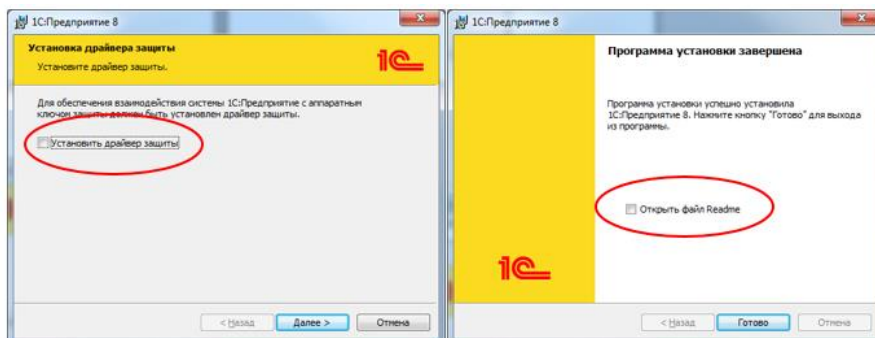 1С:Предприятие 8
Установка драйвера защиты
Установите драйвер защиты.
1С
Для обеспечения взаимодействия системы 1С:Предприятие с аппаратным
ключом защиты должен быть установлен драйвер защиты.
Установить драйвер защиты
< Назад
Далее >
Отмена
1С:Предприятие 8
Программа установки завершена
Программа установки успешно установила
1С:Предприятие 8. Нажмите кнопку "Готово" для выхода
из программы.
Открыть файл Readme
1С
< Назад
Готово
Отмена